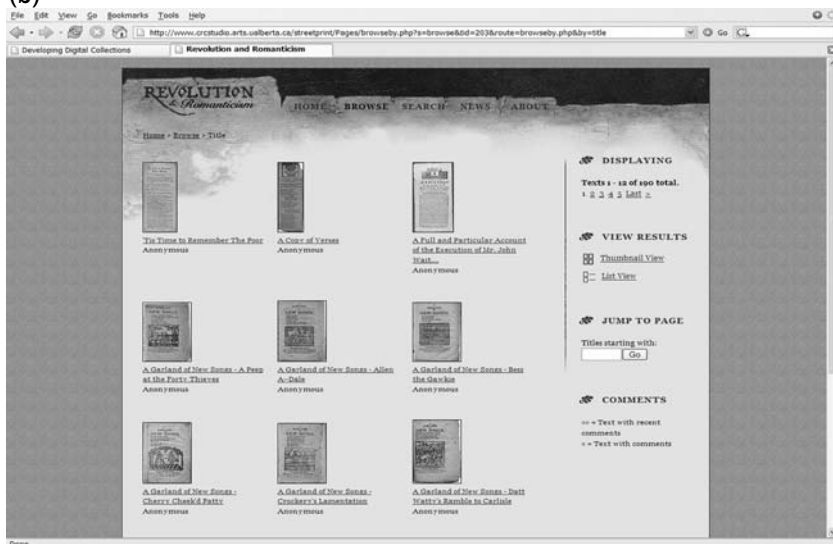 (b)
File Edit View Go Bookmarks Tools Help
http://www.crcstudio.arts.ualberta.ca/streetprint/Pages/browseby.php?s=browse&tid=203&route=browseby.php&by=title
Go
Developing Digital Collections
Revolution and Romanticism
REVOLUTION
& Romanticism
HOME BROWSE SEARCH NEWS ABOUT
Home > Browse > Title
'Tis Time to Remember The Poor
Anonymous
A Copy of Verses
Anonymous
A Full and Particular Account
of the Execution of Mr. John
Wait...
Anonymous
A Garland of New Songs - A Peep
at the Forty Thieves
Anonymous
A Garland of New Songs - Allen
A-Dale
Anonymous
A Garland of New Songs - Bess
the Gawkie
Anonymous
A Garland of New Songs -
Cherry Cheek'd Patty
Anonymous
A Garland of New Songs -
Crockery's Lamentation
Anonymous
A Garland of New Songs - Datt
Watty's Ramble to Carlisle
Anonymous
DISPLAYING
Texts 1 - 12 of 190 total.
1 2 3 4 5 Last >
VIEW RESULTS
Thumbnail View
List View
JUMP TO PAGE
Titles starting with:
Go
COMMENTS
= Text with recent
comments
= Text with comments
Done